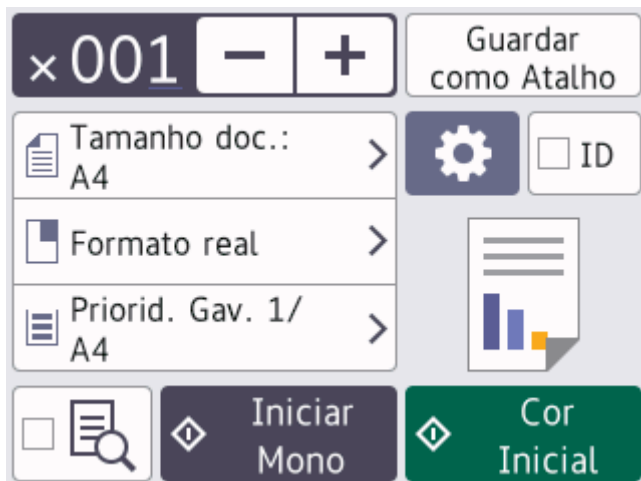 ×001 − +
Guardar
como Atalho
Tamanho doc.:
A4
ID
Formato real
Priorid. Gav. 1/
A4
Iniciar
Mono
Cor
Inicial